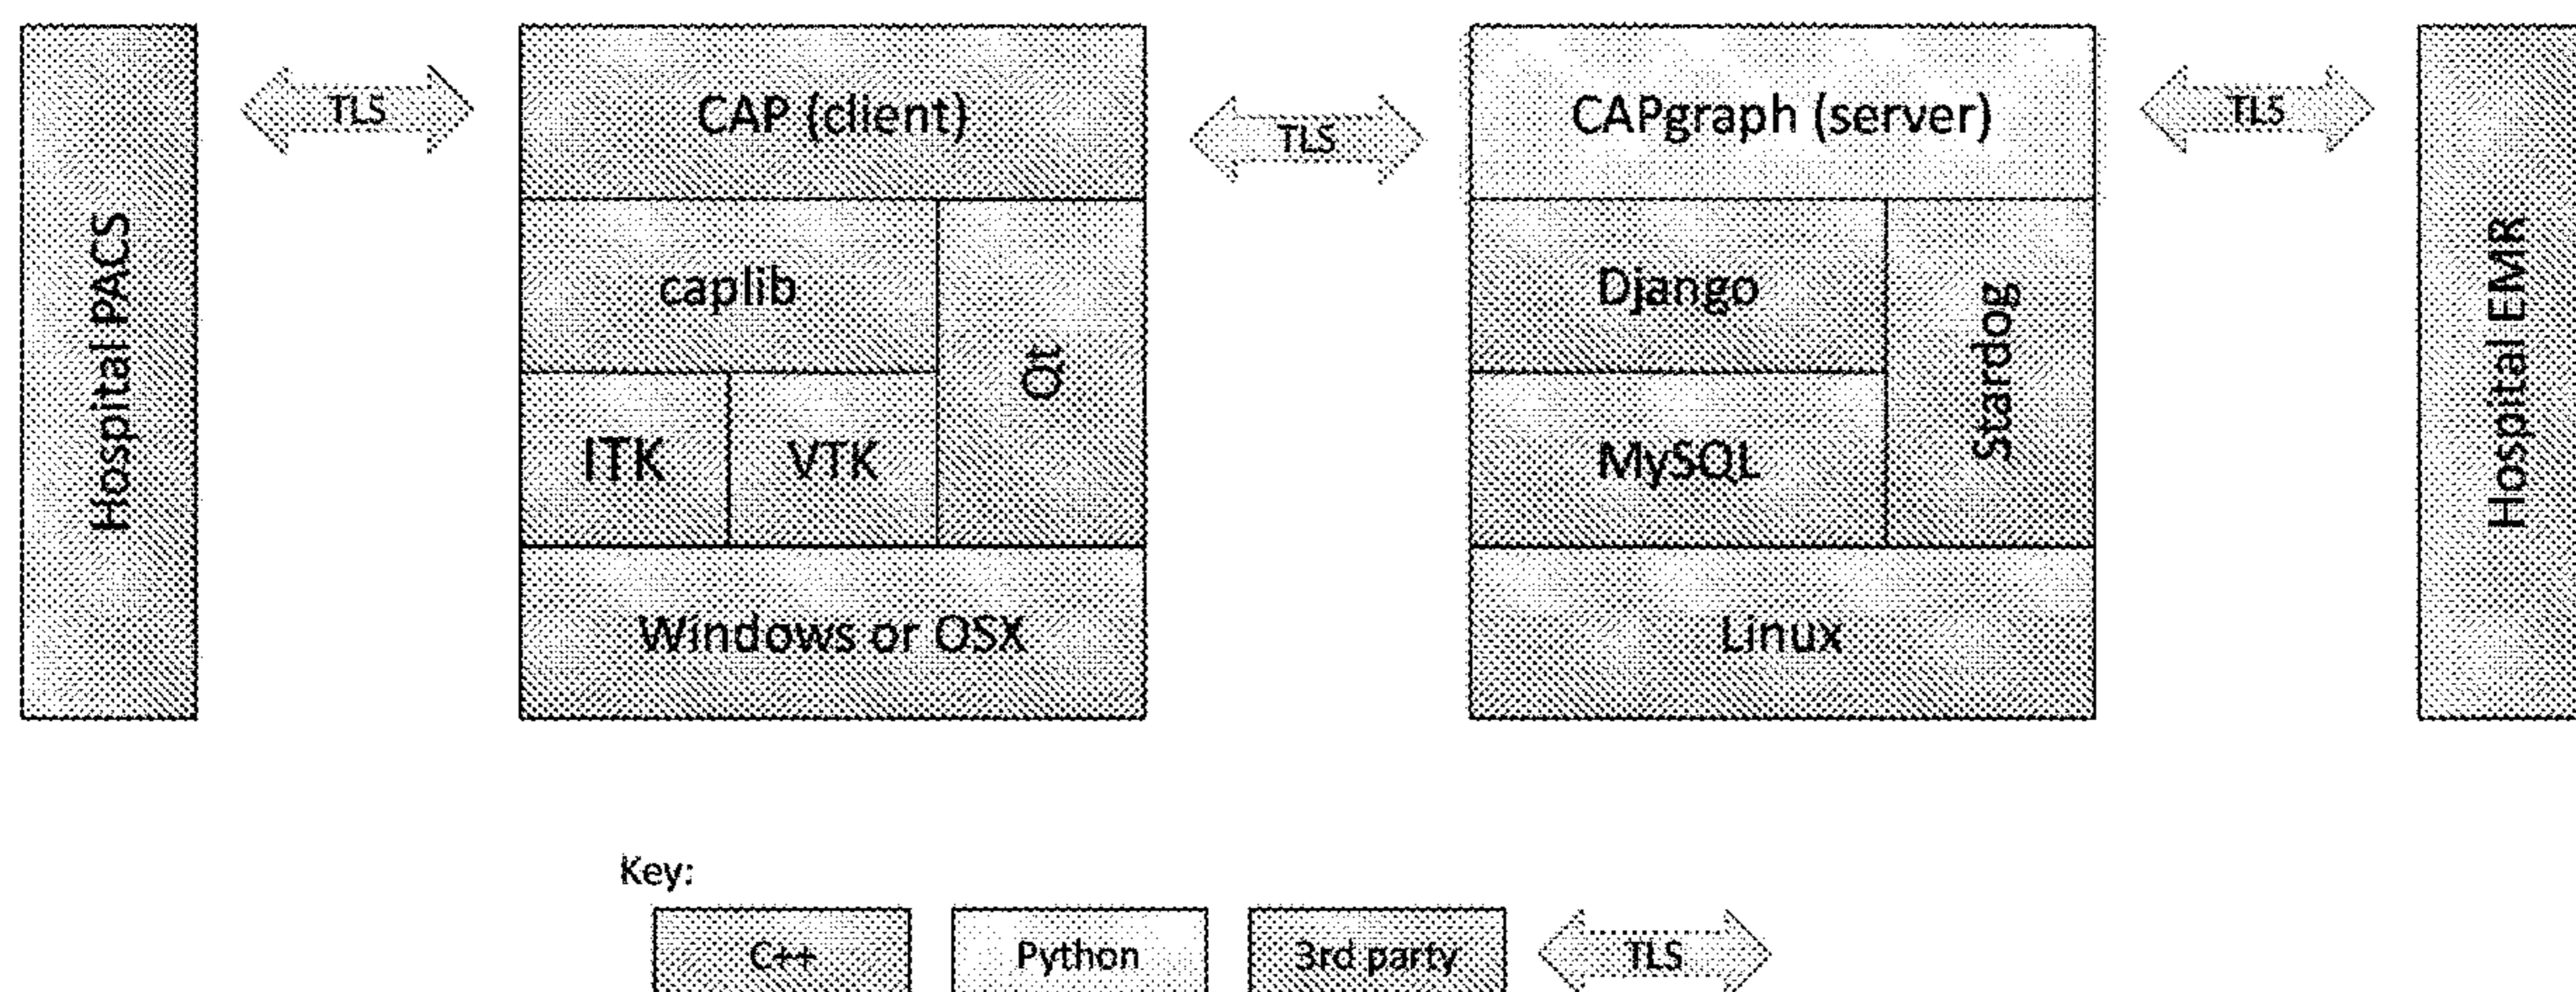 Hospital PACS
TLS
CAP (client)
caplib
Qt
ITK
VTK
Windows or OSX
TLS
CAPgraph (server)
Django
Stardog
MySQL
Linux
TLS
Hospital EMR
Key:
C++
Python
3rd party
TLS